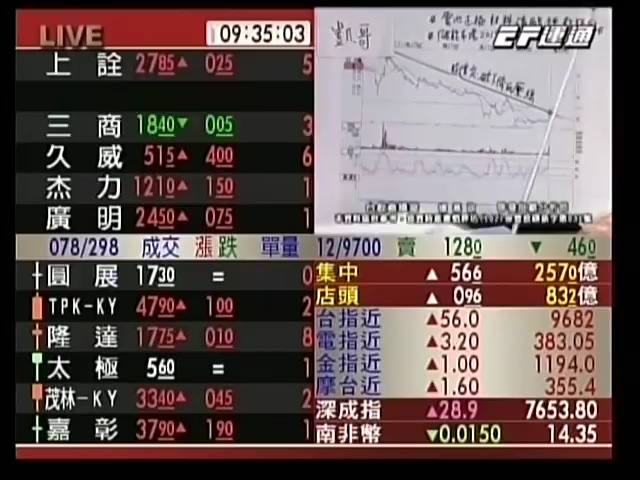 LIVE
09:35:03
上詮 2785▲ 025 5
三商 1840▼ 005 3
久威 515▲ 400 6
杰力 1210▲ 150 1
廣明 2450▲ 075 1
凱哥
EF連通
078/298 成交 漲跌 單量 12/9700 賣 1280 ▼ 460
圓展 1730 = 0
TPK-KY 4790▲ 100 2
隆達 1775▲ 010 8
太極 560 = 1
茂林-KY 3340▲ 045 2
嘉彰 3790▲ 190 1
集中 ▲ 566 2570億
店頭 ▲ 096 832億
台指近 ▲56.0 9682
電指近 ▲3.20 383.05
金指近 ▲1.00 1194.0
摩台近 ▲1.60 355.4
深成指 ▲28.9 7653.80
南非幣 ▼0.0150 14.35